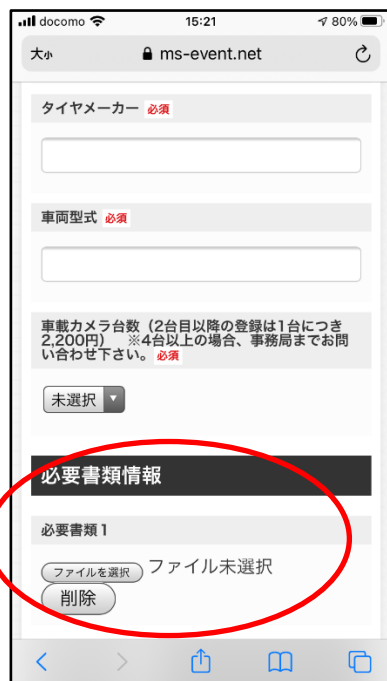 docomo 15:21 80%
大小 ms-event.net
タイヤメーカー 必須
車両型式 必須
車載カメラ台数（2台目以降の登録は1台につき
2,200円） ※4台以上の場合、事務局までお問
い合わせ下さい。 必須
未選択
必要書類情報
必要書類1
ファイルを選択 ファイル未選択
削除